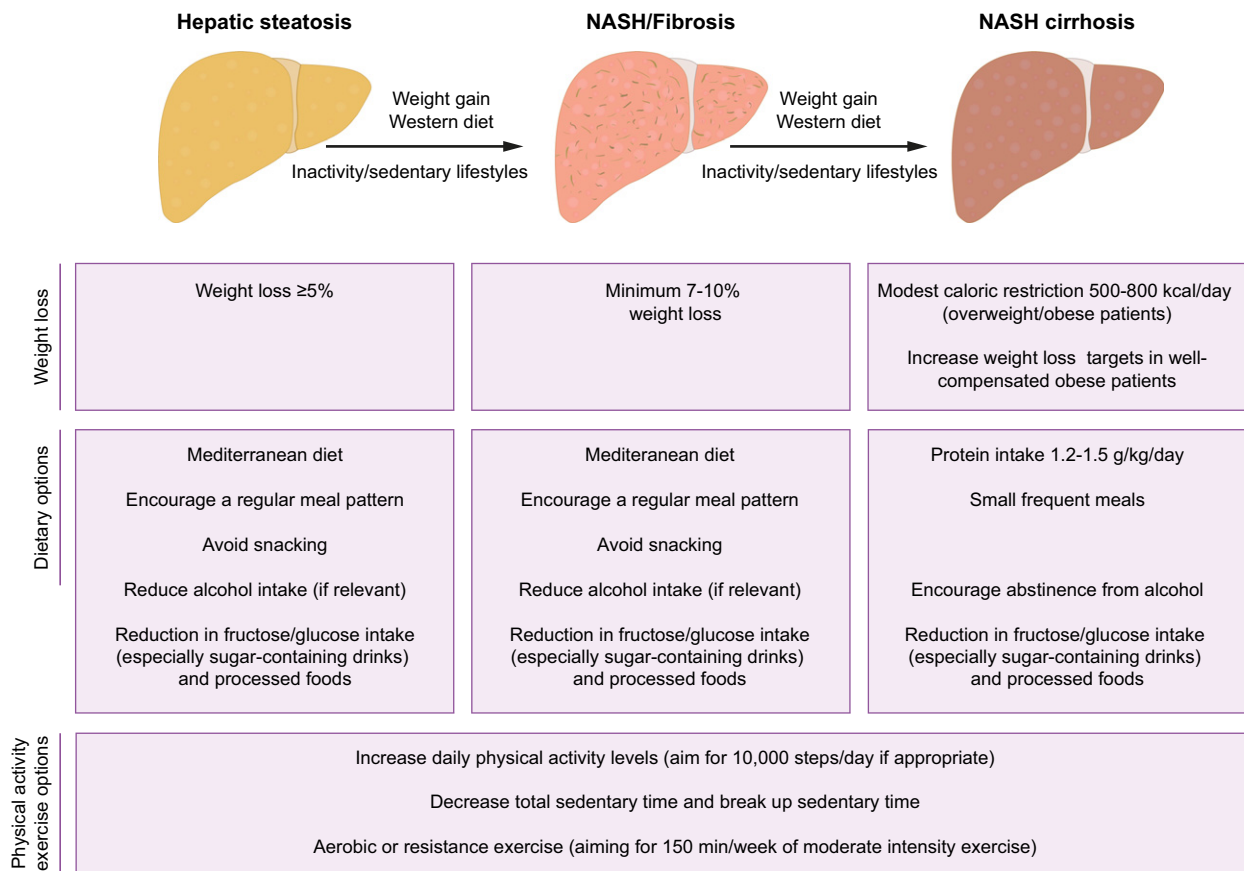 Hepatic steatosis
NASH/Fibrosis
NASH cirrhosis
Weight gain
Western diet
Inactivity/sedentary lifestyles
Weight gain
Western diet
Inactivity/sedentary lifestyles
Weight loss
Weight loss ≥5%
Minimum 7-10%
weight loss
Modest caloric restriction 500-800 kcal/day
(overweight/obese patients)
Increase weight loss targets in well-
compensated obese patients
Dietary options
Mediterranean diet
Encourage a regular meal pattern
Avoid snacking
Reduce alcohol intake (if relevant)
Reduction in fructose/glucose intake
(especially sugar-containing drinks)
and processed foods
Mediterranean diet
Encourage a regular meal pattern
Avoid snacking
Reduce alcohol intake (if relevant)
Reduction in fructose/glucose intake
(especially sugar-containing drinks)
and processed foods
Protein intake 1.2-1.5 g/kg/day
Small frequent meals
Encourage abstinence from alcohol
Reduction in fructose/glucose intake
(especially sugar-containing drinks)
and processed foods
Physical activity
exercise options
Increase daily physical activity levels (aim for 10,000 steps/day if appropriate)
Decrease total sedentary time and break up sedentary time
Aerobic or resistance exercise (aiming for 150 min/week of moderate intensity exercise)